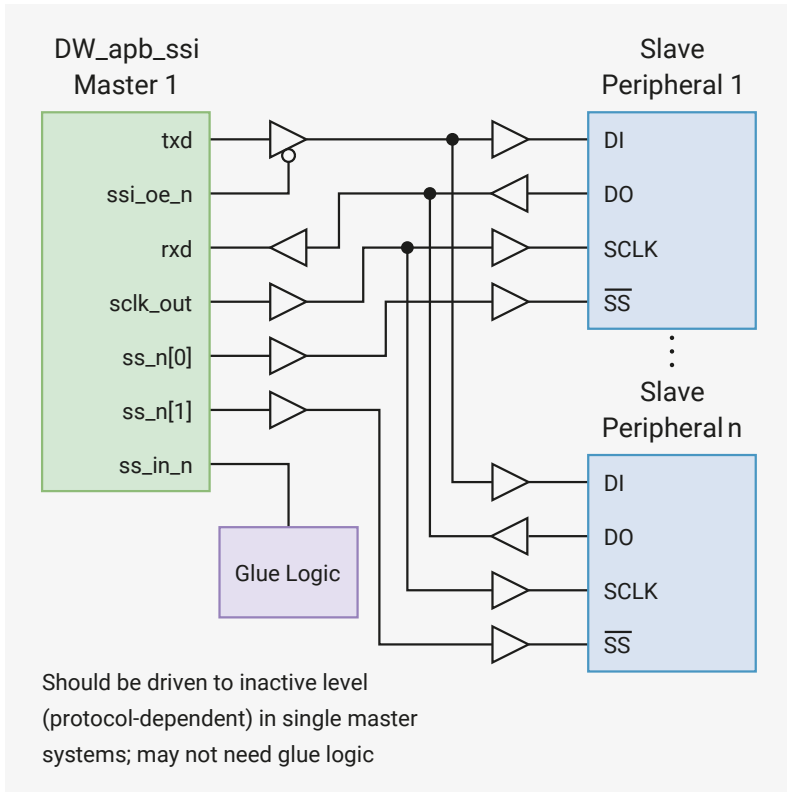 DW_apb_ssi
Master 1
txd
ssi_oe_n
rxd
sclk_out
ss_n[0]
ss_n[1]
ss_in_n
Glue Logic
Slave
Peripheral 1
DI
DO
SCLK
S̅S̅
Slave
Peripheral n
DI
DO
SCLK
S̅S̅
Should be driven to inactive level
(protocol-dependent) in single master
systems; may not need glue logic